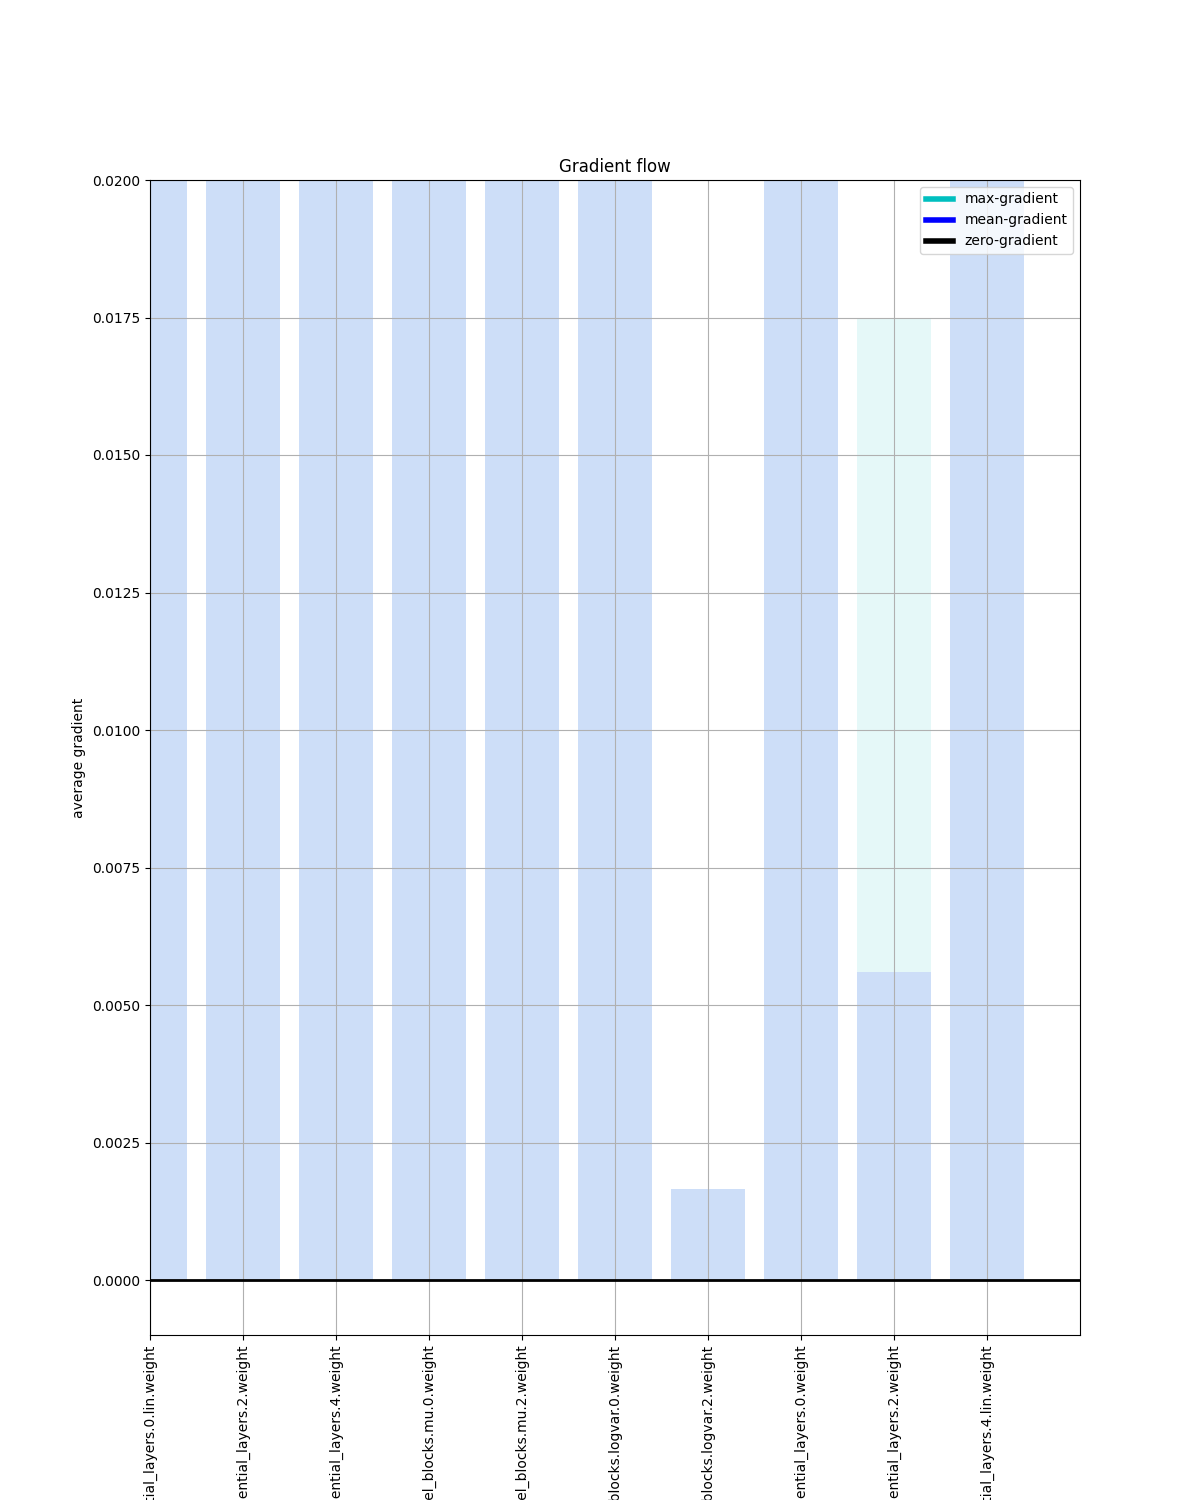 Gradient flow
max-gradient
mean-gradient
zero-gradient
0.0200
0.0175
0.0150
0.0125
0.0100
0.0075
0.0050
0.0025
0.0000
average gradient
tial_layers.0.lin.weight
ential_layers.2.weight
ential_layers.4.weight
el_blocks.mu.0.weight
el_blocks.mu.2.weight
blocks.logvar.0.weight
blocks.logvar.2.weight
ential_layers.0.weight
ential_layers.2.weight
tial_layers.4.lin.weight